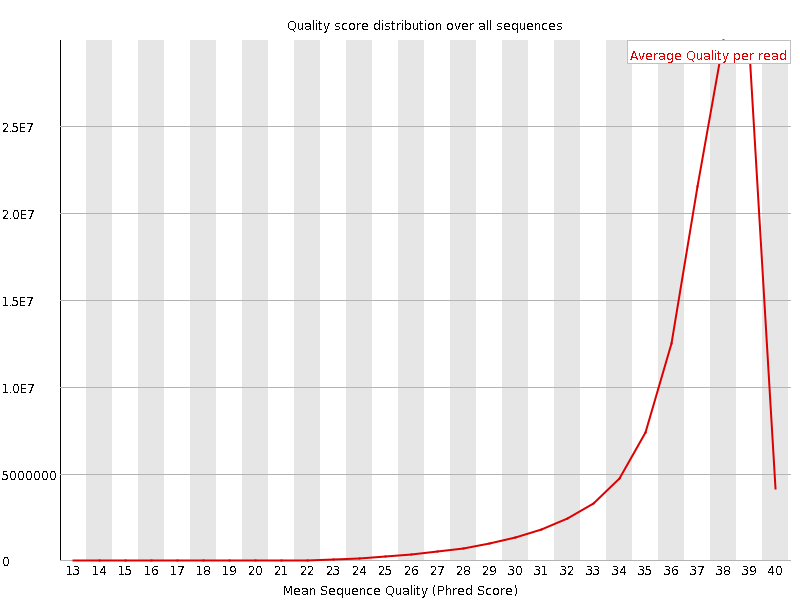 Quality score distribution over all sequences
Average Quality per read
2.5E7
2.0E7
1.5E7
1.0E7
5000000
0
13 14 15 16 17 18 19 20 21 22 23 24 25 26 27 28 29 30 31 32 33 34 35 36 37 38 39 40
Mean Sequence Quality (Phred Score)